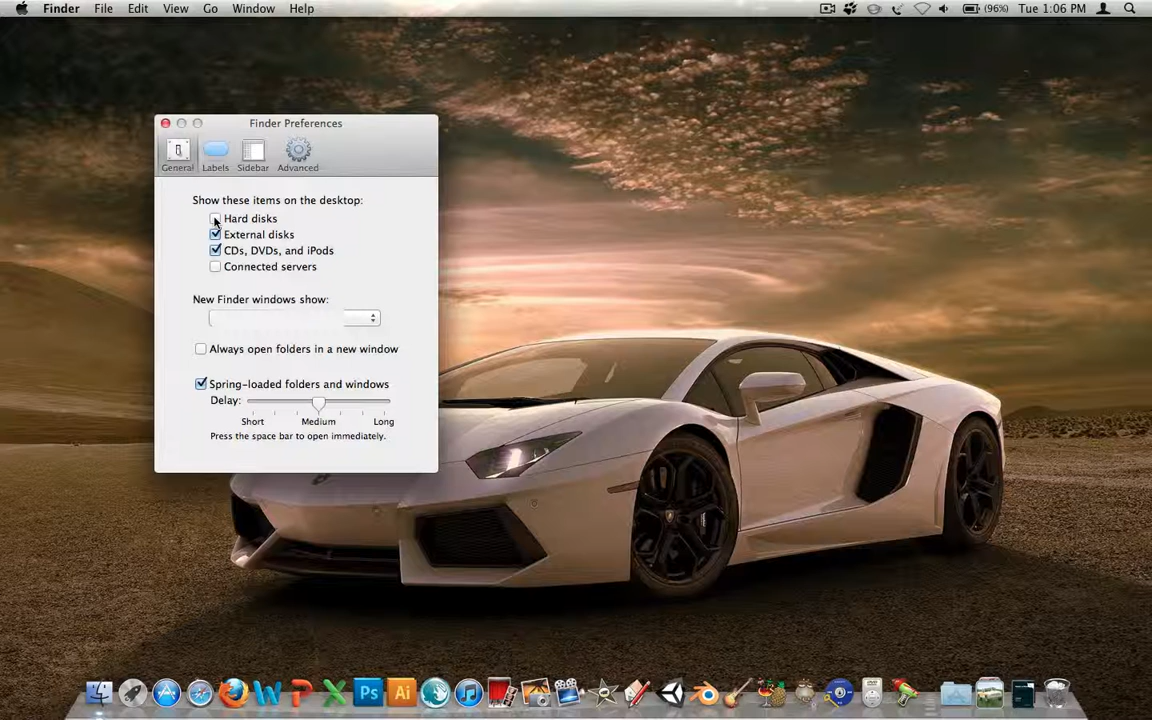 Finder File Edit View Go Window Help (96%) Tue 1:06 PM
Finder Preferences
General Labels Sidebar Advanced
Show these items on the desktop:
Hard disks
External disks
CDs, DVDs, and iPods
Connected servers
New Finder windows show:
Always open folders in a new window
Spring-loaded folders and windows
Delay:
Short Medium Long
Press the space bar to open immediately.
W P X Ps Ai